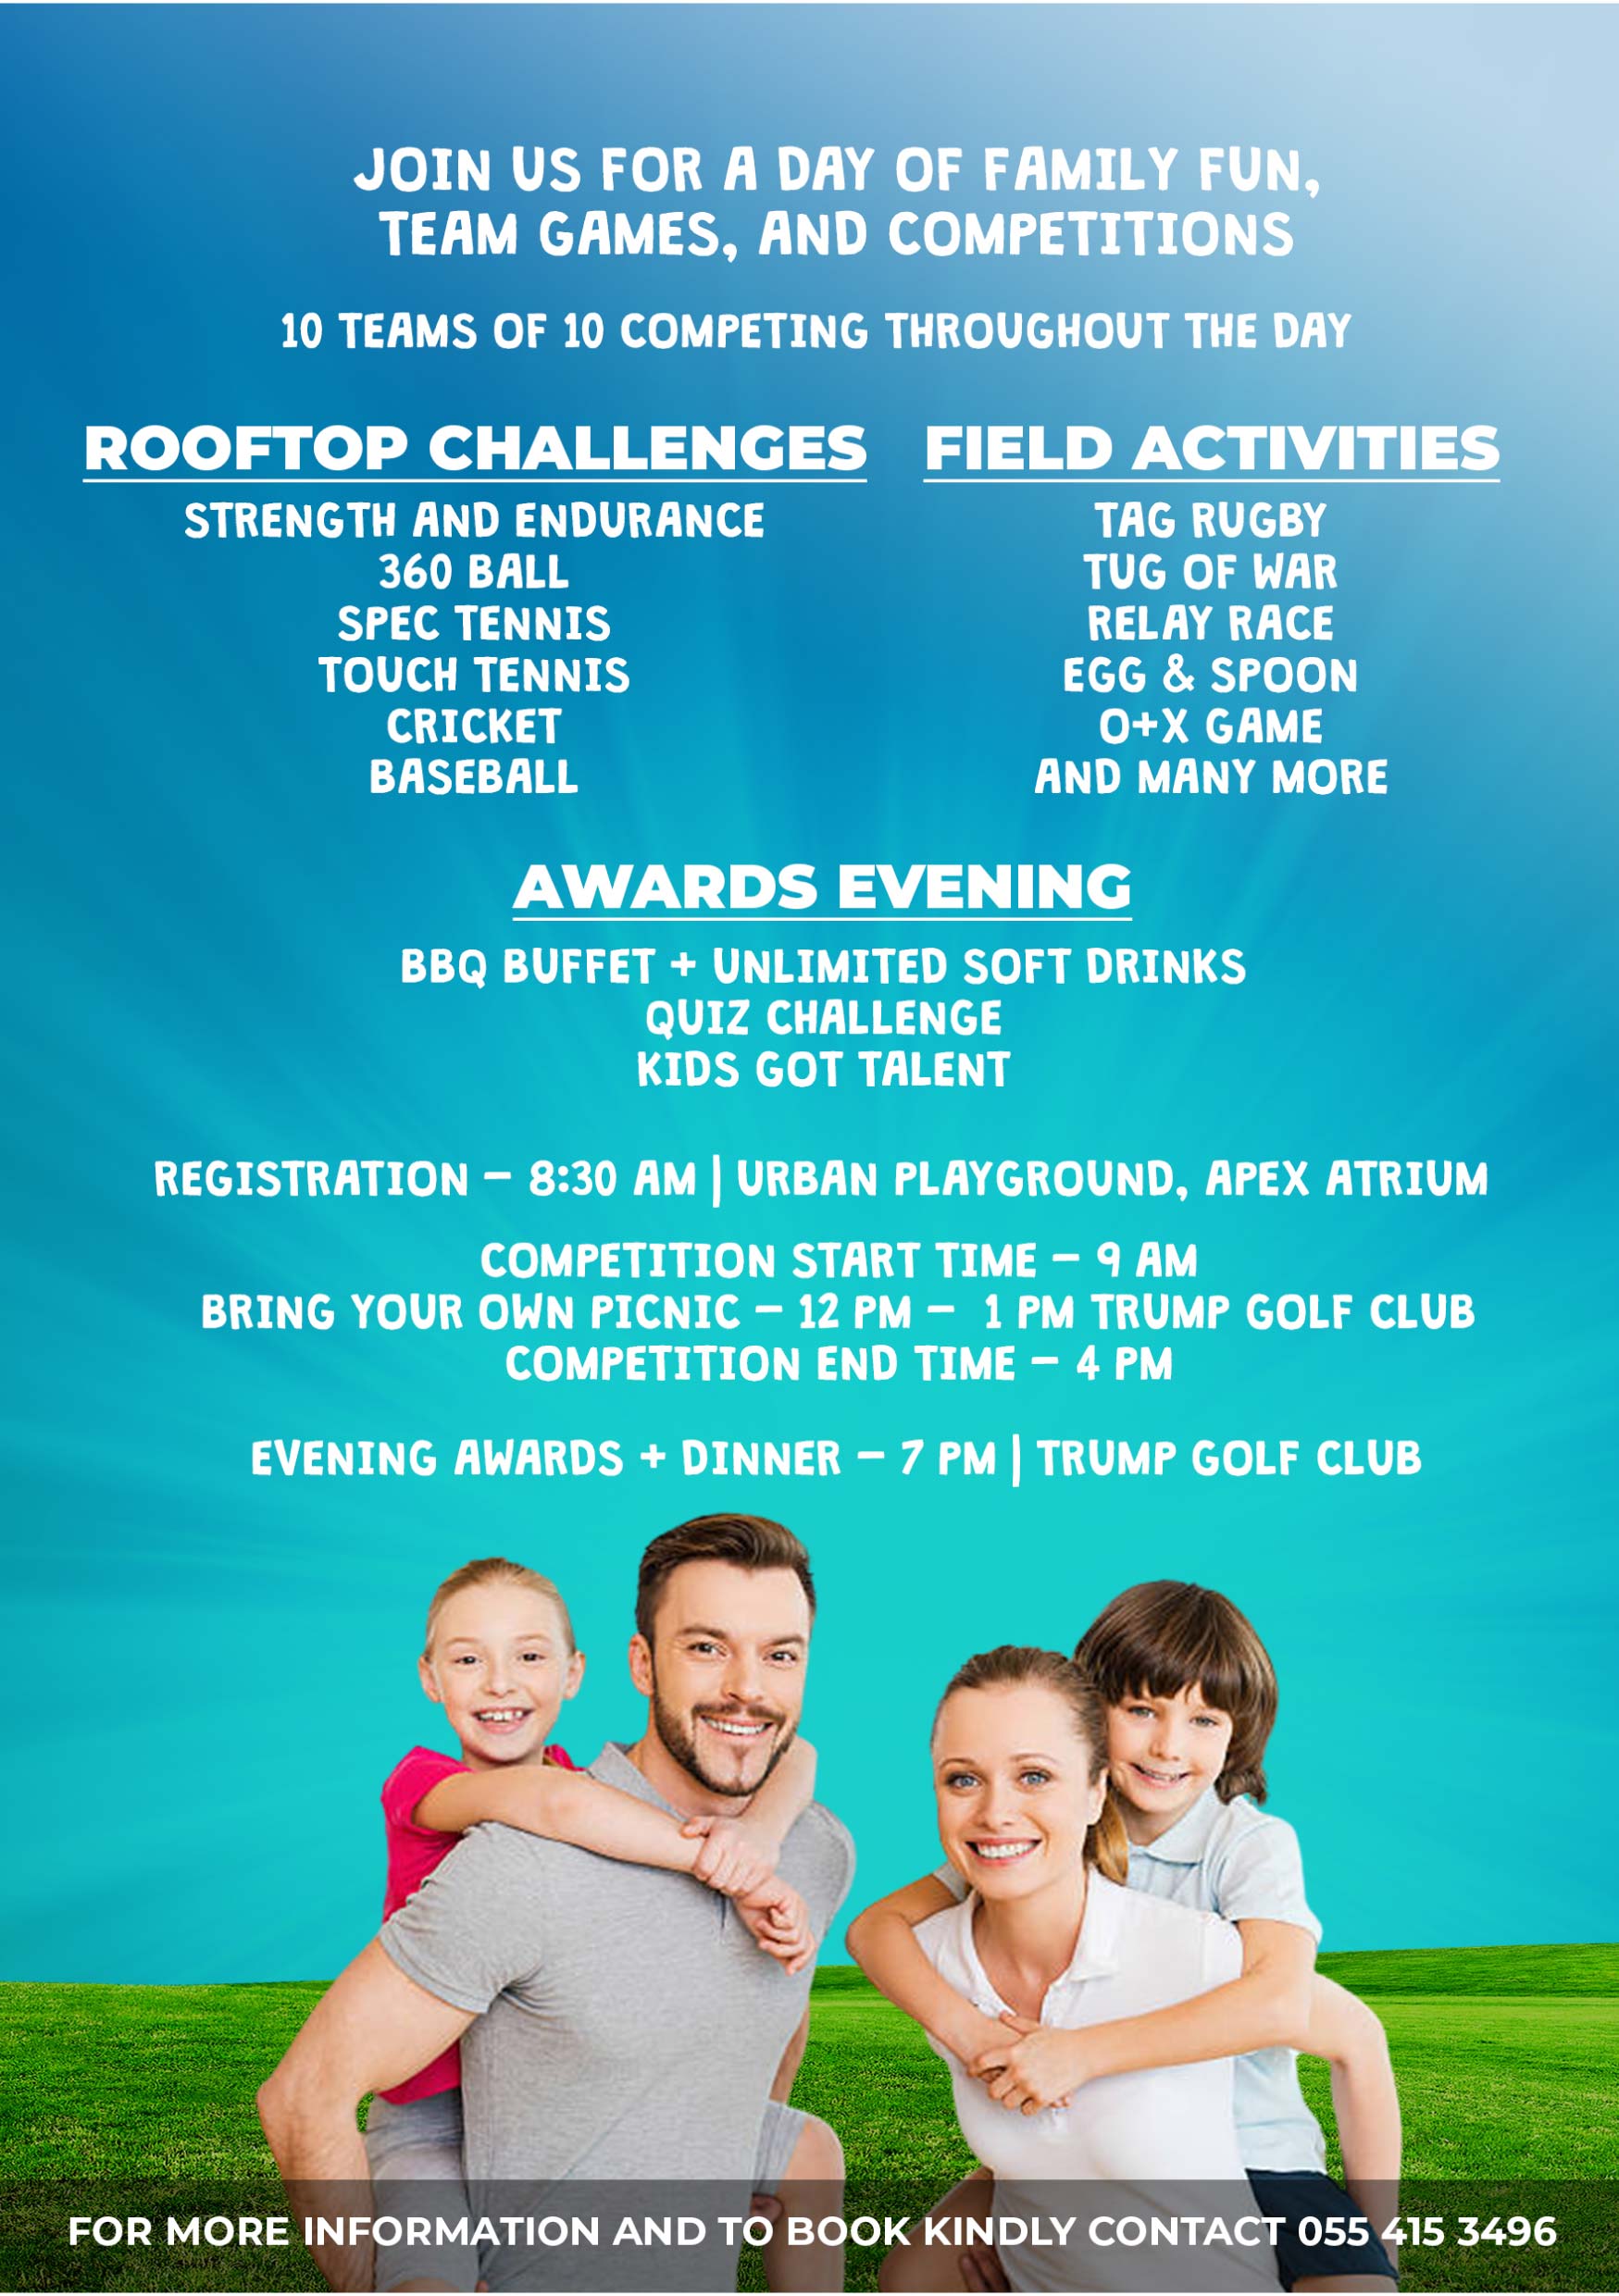 JOIN US FOR A DAY OF FAMILY FUN,
TEAM GAMES, AND COMPETITIONS
10 TEAMS OF 10 COMPETING THROUGHOUT THE DAY
ROOFTOP CHALLENGES
STRENGTH AND ENDURANCE
360 BALL
SPEC TENNIS
TOUCH TENNIS
CRICKET
BASEBALL
FIELD ACTIVITIES
TAG RUGBY
TUG OF WAR
RELAY RACE
EGG & SPOON
O+X GAME
AND MANY MORE
AWARDS EVENING
BBQ BUFFET + UNLIMITED SOFT DRINKS
QUIZ CHALLENGE
KIDS GOT TALENT
REGISTRATION – 8:30 AM | URBAN PLAYGROUND, APEX ATRIUM
COMPETITION START TIME – 9 AM
BRING YOUR OWN PICNIC – 12 PM – 1 PM TRUMP GOLF CLUB
COMPETITION END TIME – 4 PM
EVENING AWARDS + DINNER – 7 PM | TRUMP GOLF CLUB
FOR MORE INFORMATION AND TO BOOK KINDLY CONTACT 055 415 3496